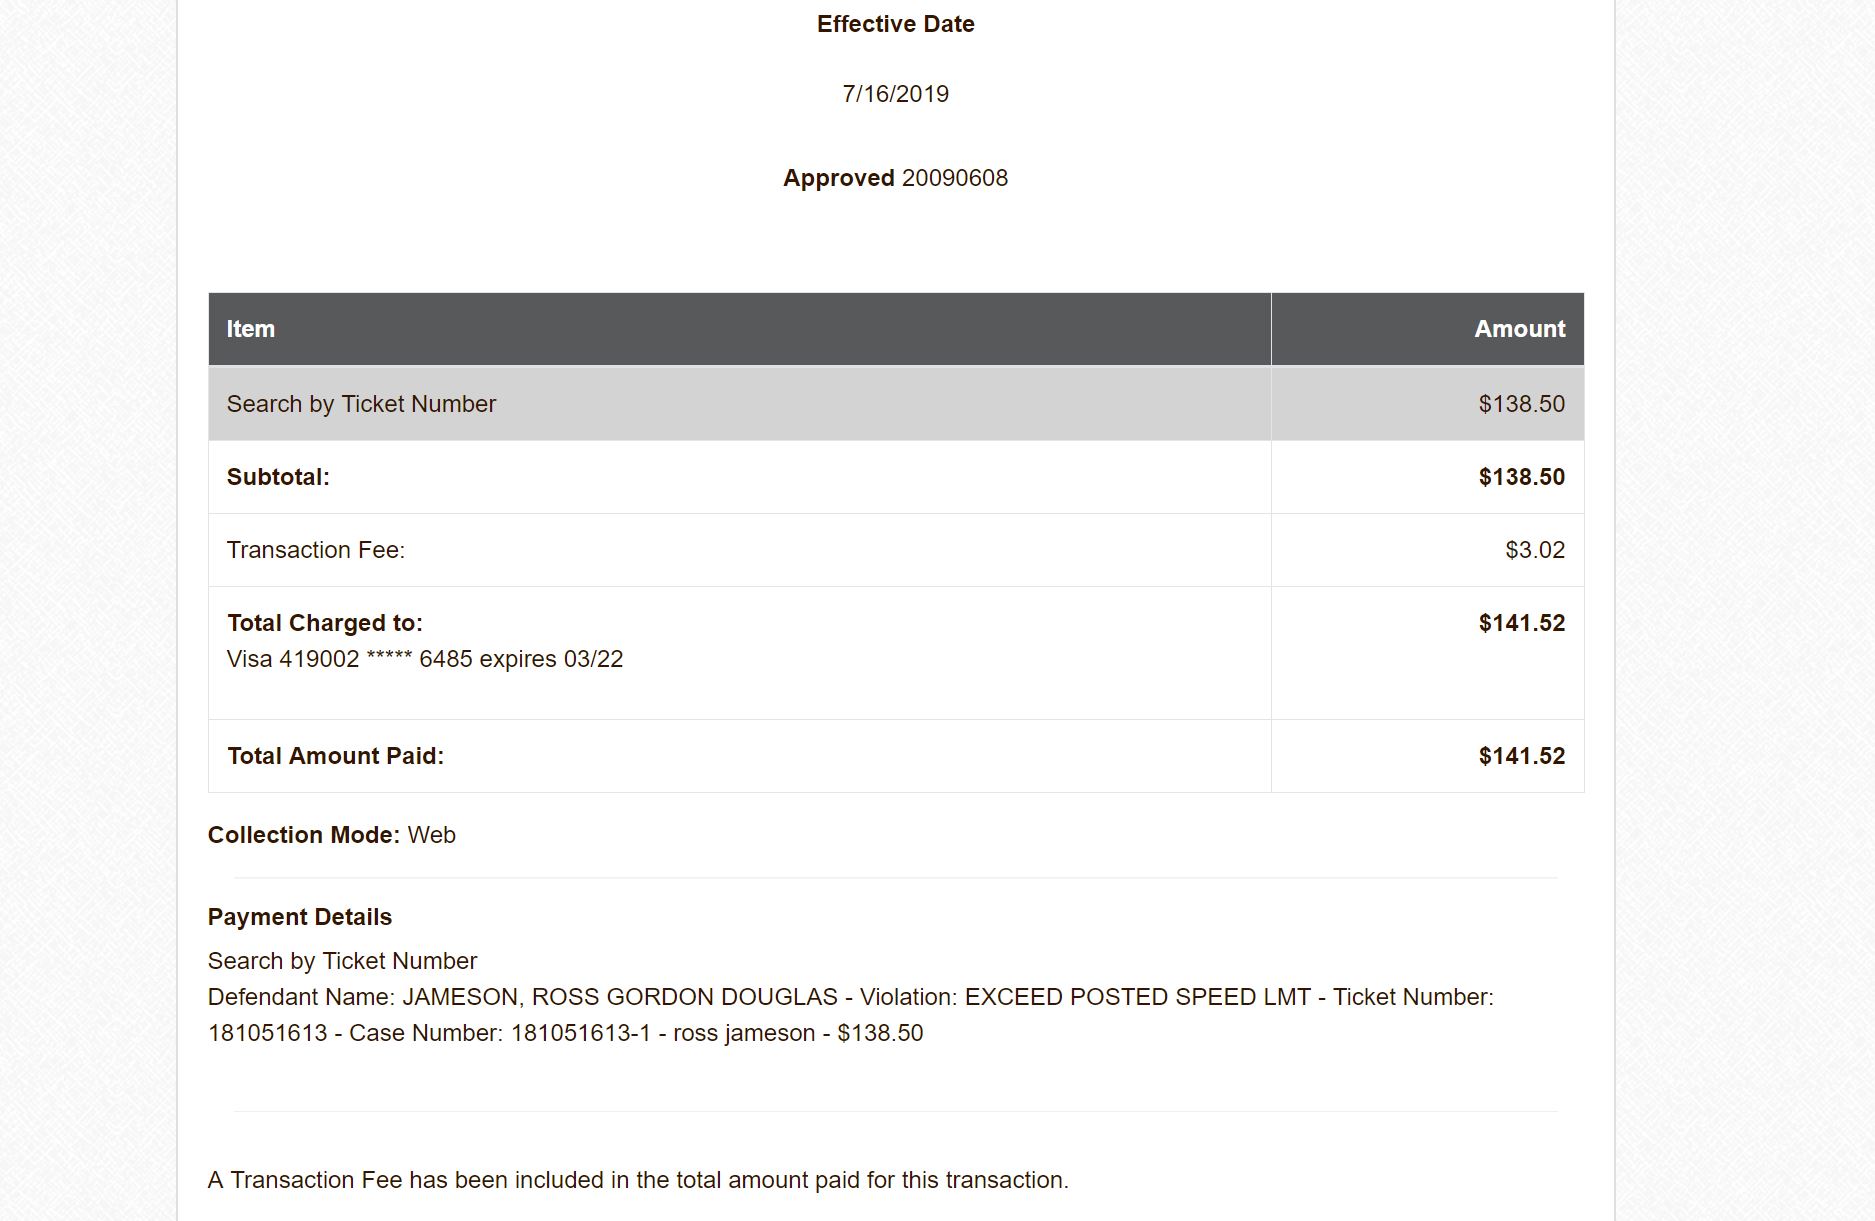 Effective Date
7/16/2019
Approved 20090608
Item Amount
Search by Ticket Number $138.50
Subtotal: $138.50
Transaction Fee: $3.02
Total Charged to: $141.52
Visa 419002 ***** 6485 expires 03/22
Total Amount Paid: $141.52
Collection Mode: Web
Payment Details
Search by Ticket Number
Defendant Name: JAMESON, ROSS GORDON DOUGLAS - Violation: EXCEED POSTED SPEED LMT - Ticket Number:
181051613 - Case Number: 181051613-1 - ross jameson - $138.50
A Transaction Fee has been included in the total amount paid for this transaction.